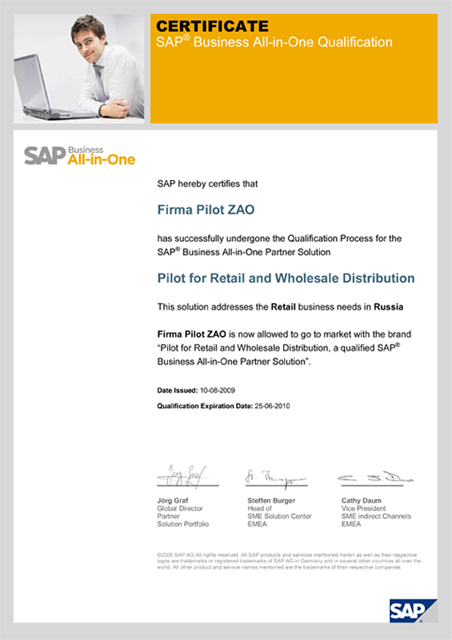 CERTIFICATE
SAP® Business All-in-One Qualification
SAP Business
All-in-One
SAP hereby certifies that
Firma Pilot ZAO
has successfully undergone the Qualification Process for the
SAP® Business All-in-One Partner Solution
Pilot for Retail and Wholesale Distribution
This solution addresses the Retail business needs in Russia
Firma Pilot ZAO is now allowed to go to market with the brand
“Pilot for Retail and Wholesale Distribution, a qualified SAP®
Business All-in-One Partner Solution”.
Date Issued: 10-08-2009
Qualification Expiration Date: 25-06-2010
Jörg Graf
Global Director
Partner
Solution Portfolio
Steffen Burger
Head of
SME Solution Center
EMEA
Cathy Daum
Vice President
SME indirect Channels
EMEA
©2009 SAP AG All rights reserved. All SAP products and services mentioned herein as well as their respective
logos are trademarks or registered trademarks of SAP AG in Germany and in several other countries all over the
world. All other product and service names mentioned are the trademarks of their respective companies.
SAP